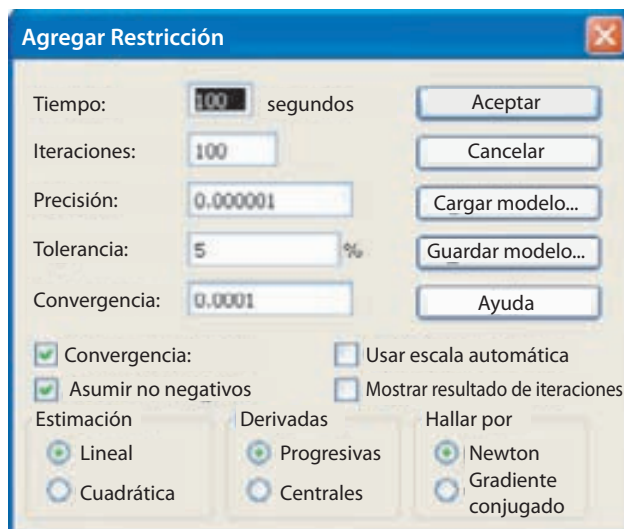 Agregar Restricción
Tiempo: 100 segundos Aceptar
Iteraciones: 100 Cancelar
Precisión: 0.000001 Cargar modelo...
Tolerancia: 5 % Guardar modelo...
Convergencia: 0.0001 Ayuda
Convergencia: Usar escala automática
Asumir no negativos Mostrar resultado de iteraciones
Estimación Derivadas Hallar por
Lineal Progresivas Newton
Cuadrática Centrales Gradiente
conjugado